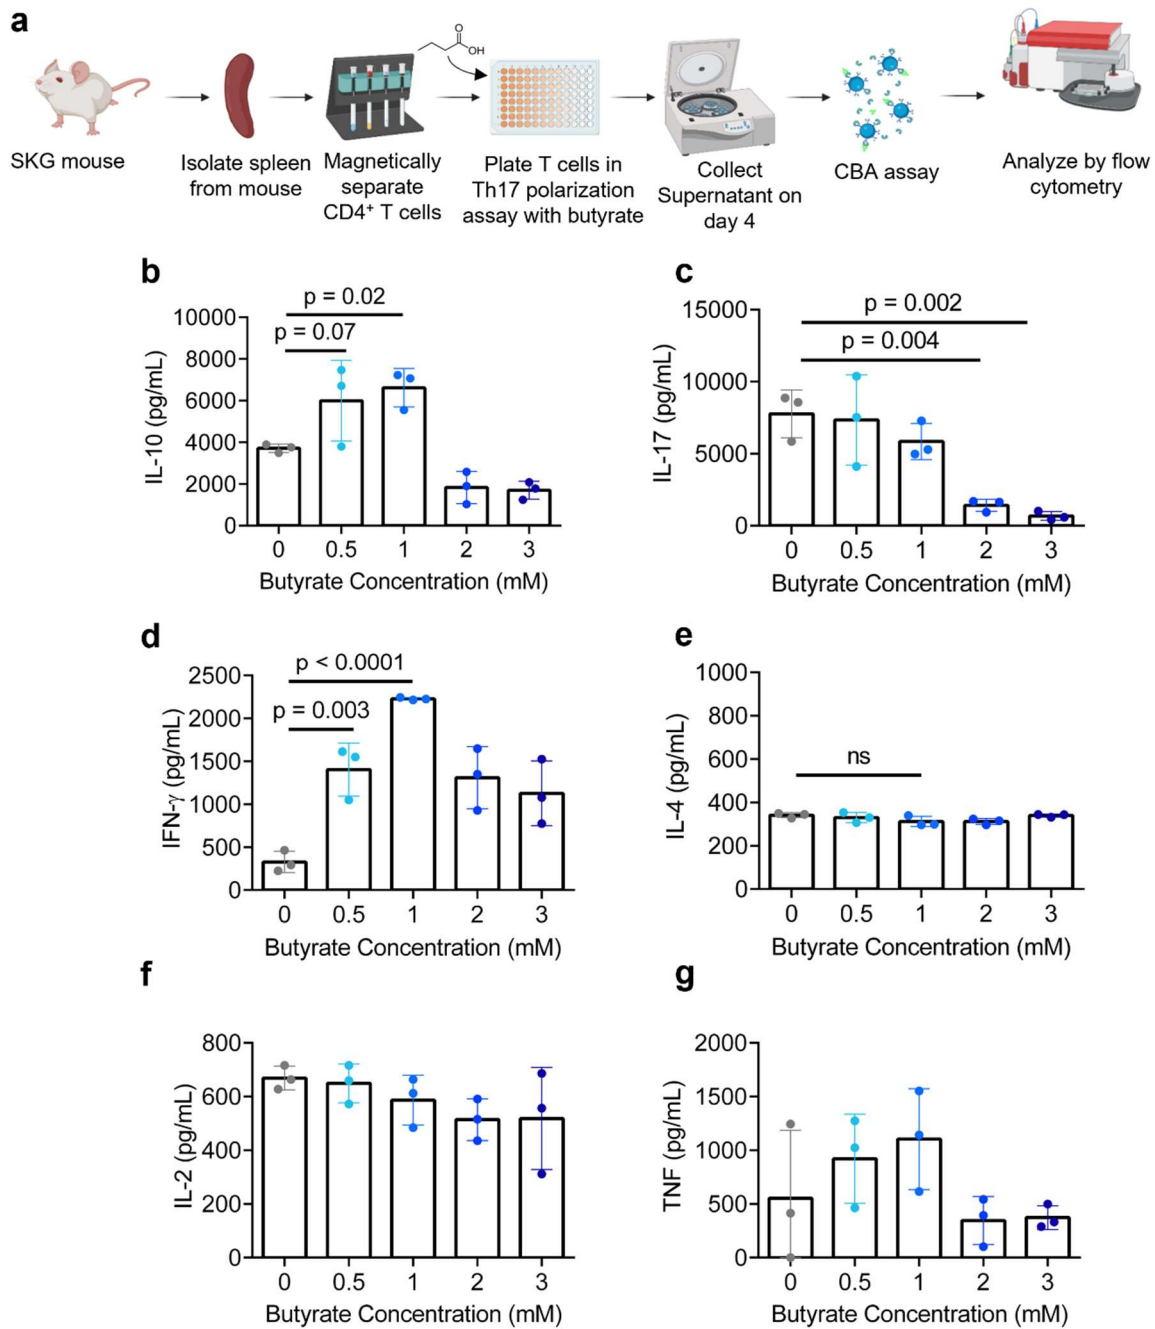 a
O
OH
SKG mouse
Isolate spleen
from mouse
Magnetically
separate
CD4⁺ T cells
Plate T cells in
Th17 polarization
assay with butyrate
Collect
Supernatant on
day 4
CBA assay
Analyze by flow
cytometry
b
p = 0.02
p = 0.07
IL-10 (pg/mL)
10000
8000
6000
4000
2000
0
0 0.5 1 2 3
Butyrate Concentration (mM)
c
p = 0.002
p = 0.004
IL-17 (pg/mL)
15000
10000
5000
0
0 0.5 1 2 3
Butyrate Concentration (mM)
d
p < 0.0001
p = 0.003
IFN-γ (pg/mL)
2500
2000
1500
1000
500
0
0 0.5 1 2 3
Butyrate Concentration (mM)
e
ns
IL-4 (pg/mL)
1000
800
600
400
200
0
0 0.5 1 2 3
Butyrate Concentration (mM)
f
IL-2 (pg/mL)
800
600
400
200
0
0 0.5 1 2 3
Butyrate Concentration (mM)
g
TNF (pg/mL)
2000
1500
1000
500
0
0 0.5 1 2 3
Butyrate Concentration (mM)